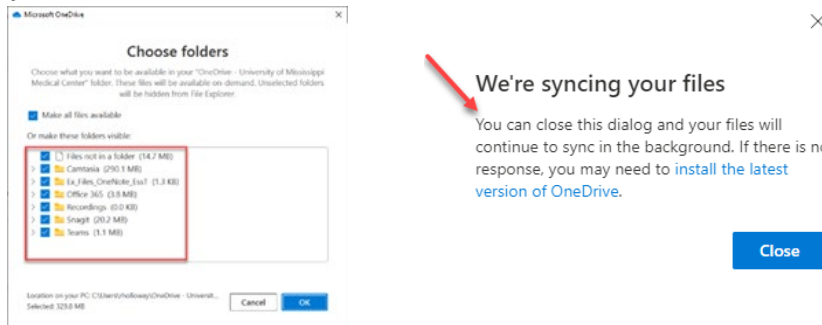 Microsoft OneDrive
Choose folders
Choose what you want to be available in your "OneDrive - University of Mississippi
Medical Center" folder. These files will be available on demand. Unselected folders
will be hidden from File Explorer.
Make all files available
Or make these folders visible:
Files not in a folder (14.7 MB)
Camtasia (290.1 MB)
Ex_Files_OneNote_EssT (1.3 KB)
Office 365 (3.8 MB)
Recordings (0.0 KB)
Snagit (20.2 MB)
Teams (1.1 MB)
Location on your PC: C:\Users\rholloway\OneDrive - Universit...
Selected: 329.8 MB
Cancel
OK
We're syncing your files
You can close this dialog and your files will
continue to sync in the background. If there is no
response, you may need to install the latest
version of OneDrive.
Close